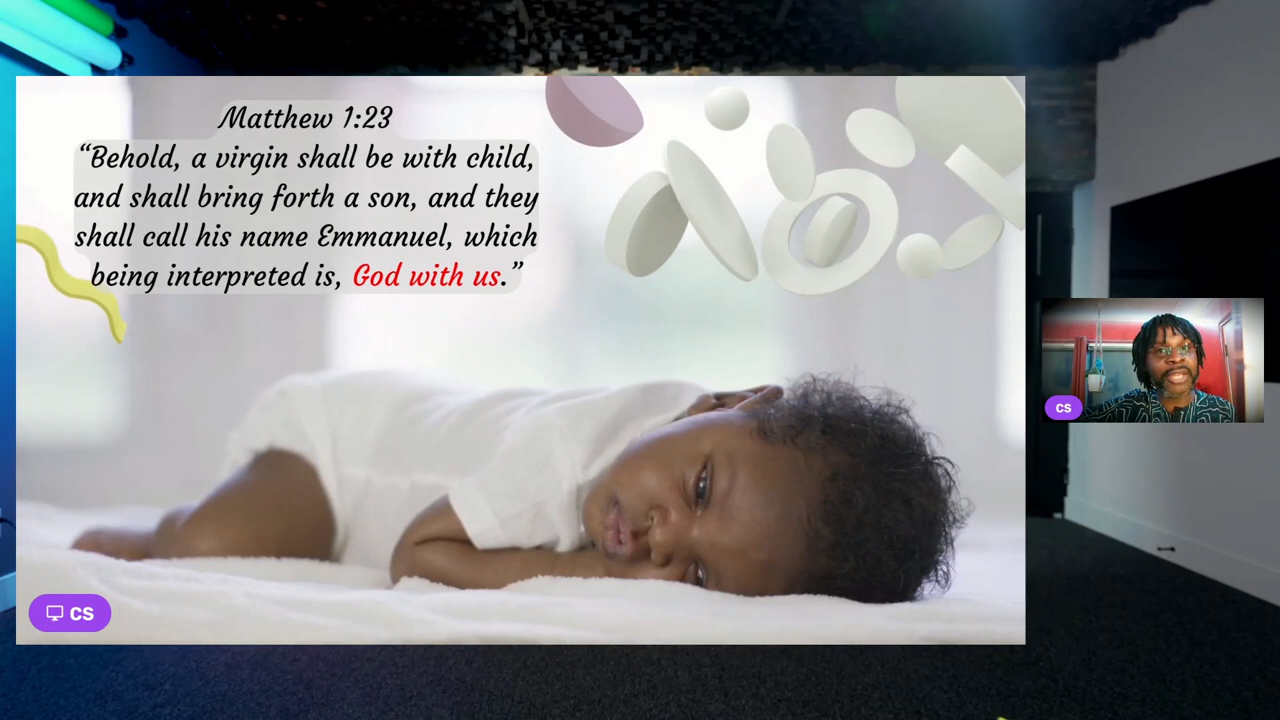 Matthew 1:23
“Behold, a virgin shall be with child,
and shall bring forth a son, and they
shall call his name Emmanuel, which
being interpreted is, God with us.”
CS
CS